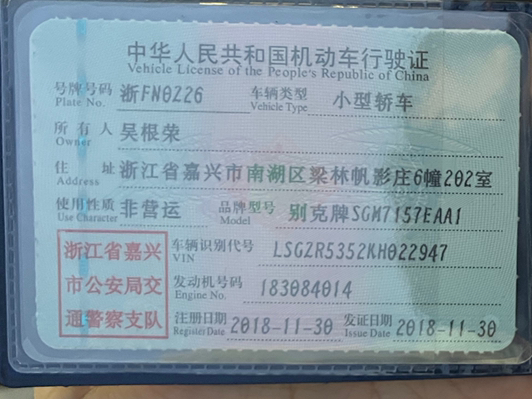 中华人民共和国机动车行驶证
Vehicle License of the People's Republic of China
号牌号码 浙FN0226 车辆类型 小型轿车
Plate No. Vehicle Type
所有人 吴根荣
Owner
住址 浙江省嘉兴市南湖区梁林帆影庄6幢202室
Address
使用性质 非营运 品牌型号 别克牌SGM7157EAA1
Use Character Model
浙江省嘉兴 车辆识别代号 LSGZR5352KH022947
VIN
市公安局交 发动机号码 183084014
Engine No.
通警察支队 注册日期 2018-11-30 发证日期 2018-11-30
Register Date Issue Date